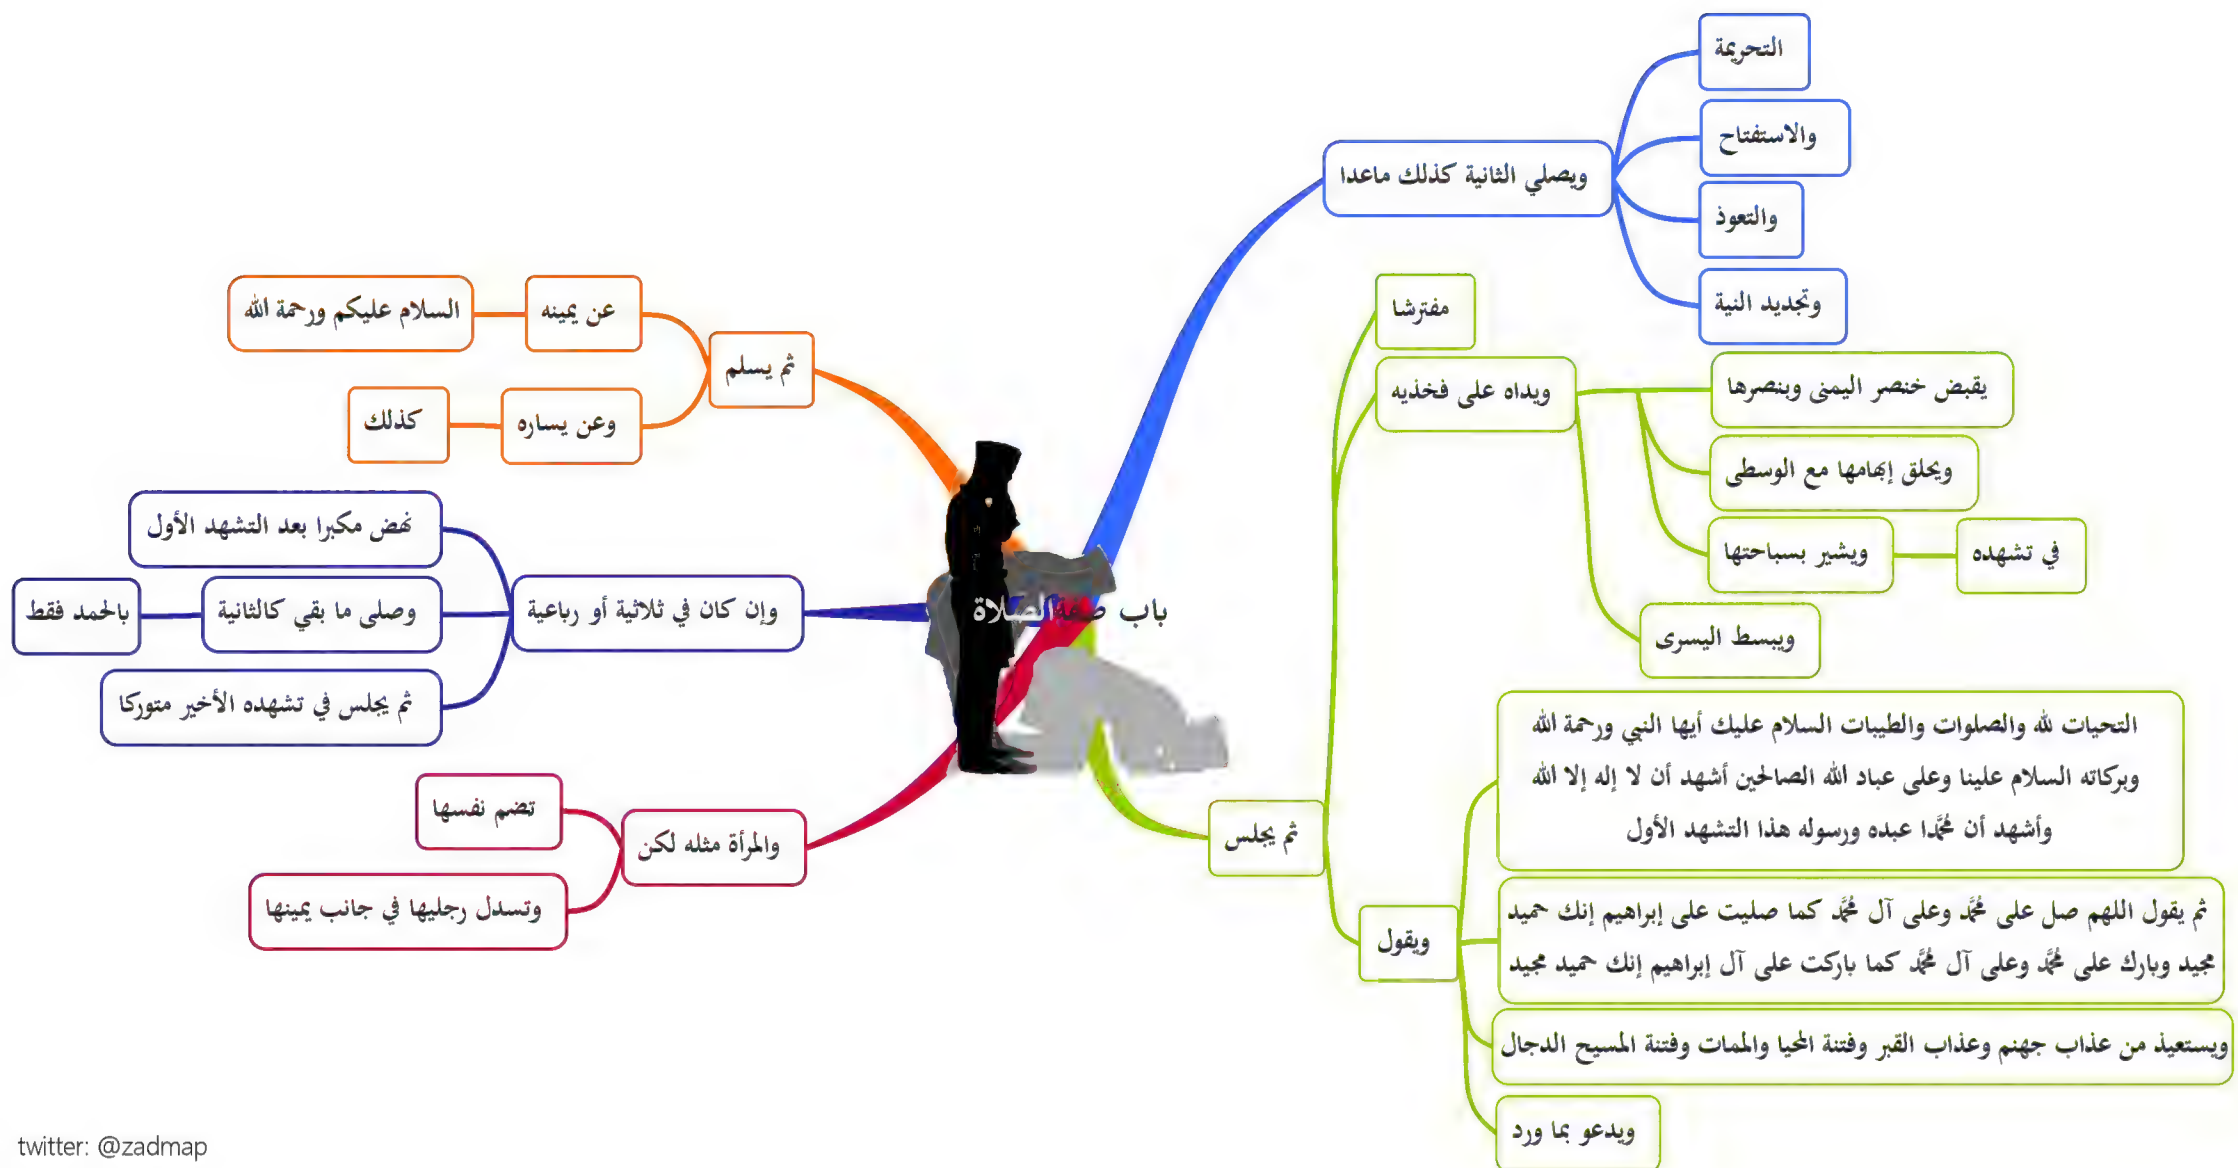 باب صفة الصلاة
ويصلي الثانية كذلك ماعدا
التحريمة
والاستفتاح
والتعوذ
وتجديد النية
ثم يجلس
مفترشا
ويداه على فخذيه
يقبض خنصر اليمنى وبنصرها
ويحلق إبهامها مع الوسطى
ويشير بسباحتها
في تشهده
ويبسط اليسرى
ويقول
التحيات لله والصلوات والطيبات السلام عليك أيها النبي ورحمة الله
وبركاته السلام علينا وعلى عباد الله الصالحين أشهد أن لا إله إلا الله
وأشهد أن مُحَمَّدا عبده ورسوله هذا التشهد الأول
ثم يقول اللهم صل على مُحَمَّد وعلى آل مُحَمَّد كما صليت على إبراهيم إنك حميد
مجيد وبارك على مُحَمَّد وعلى آل مُحَمَّد كما باركت على آل إبراهيم إنك حميد مجيد
ويستعيذ من عذاب جهنم وعذاب القبر وفتنة المحيا والممات وفتنة المسيح الدجال
ويدعو بما ورد
ثم يسلم
عن يمينه
السلام عليكم ورحمة الله
وعن يساره
كذلك
وإن كان في ثلاثية أو رباعية
نهض مكبرا بعد التشهد الأول
وصلى ما بقي كالثانية
بالحمد فقط
ثم يجلس في تشهده الأخير متوركا
والمرأة مثله لكن
تضم نفسها
وتسدل رجليها في جانب يمينها
twitter: @zadmap